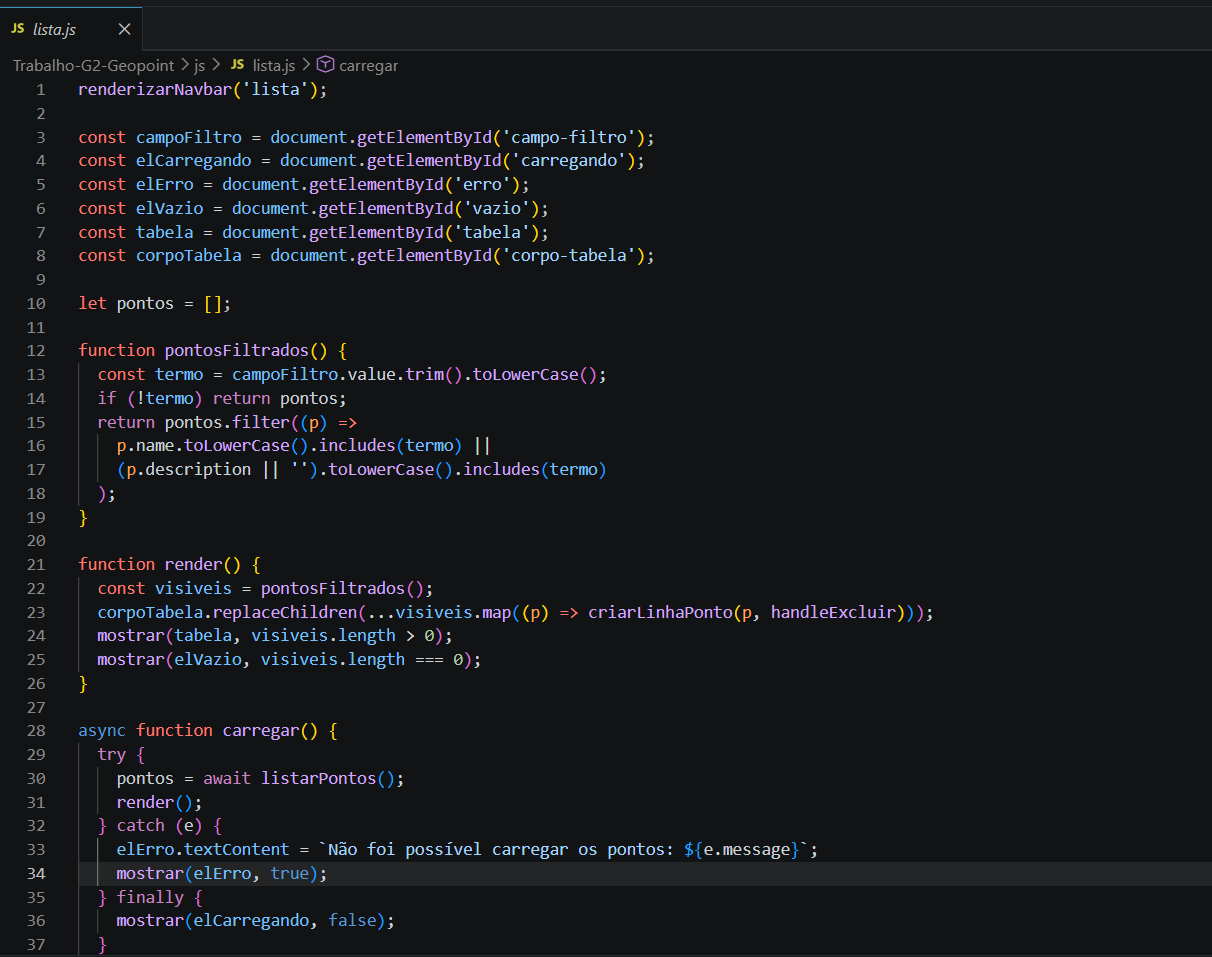 JS lista.js
Trabalho-G2-Geopoint > js > JS lista.js > carregar
1 renderizarNavbar('lista');
2
3 const campoFiltro = document.getElementById('campo-filtro');
4 const elCarregando = document.getElementById('carregando');
5 const elErro = document.getElementById('erro');
6 const elVazio = document.getElementById('vazio');
7 const tabela = document.getElementById('tabela');
8 const corpoTabela = document.getElementById('corpo-tabela');
9
10 let pontos = [];
11
12 function pontosFiltrados() {
13   const termo = campoFiltro.value.trim().toLowerCase();
14   if (!termo) return pontos;
15   return pontos.filter((p) =>
16     p.name.toLowerCase().includes(termo) ||
17     (p.description || '').toLowerCase().includes(termo)
18   );
19 }
20
21 function render() {
22   const visiveis = pontosFiltrados();
23   corpoTabela.replaceChildren(...visiveis.map((p) => criarLinhaPonto(p, handleExcluir)));
24   mostrar(tabela, visiveis.length > 0);
25   mostrar(elVazio, visiveis.length === 0);
26 }
27
28 async function carregar() {
29   try {
30     pontos = await listarPontos();
31     render();
32   } catch (e) {
33     elErro.textContent = `Não foi possível carregar os pontos: ${e.message}`;
34     mostrar(elErro, true);
35   } finally {
36     mostrar(elCarregando, false);
37   }